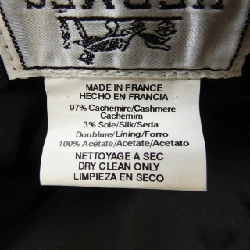 HERMES
MADE IN FRANCE
HECHO EN FRANCIA
97% Cachemire/Cashmere
Cachemira
3% Soie/Silk/Seda
Doublure/Lining/Forro
100% Acétate/Acetate/Acetato
NETTOYAGE A SEC
DRY CLEAN ONLY
LIMPIEZA EN SECO